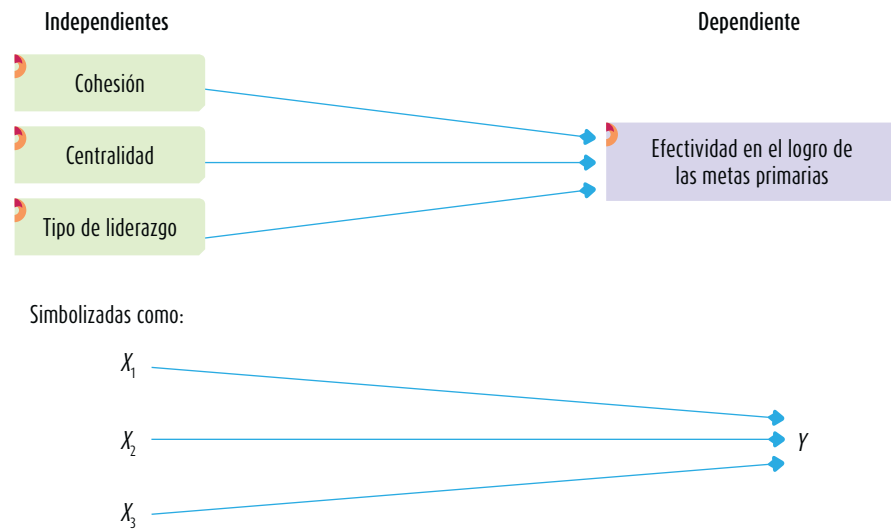 Independientes
Dependiente
Cohesión
Centralidad
Tipo de liderazgo
Efectividad en el logro de
las metas primarias
Simbolizadas como:
X₁
X₂
Y
X₃